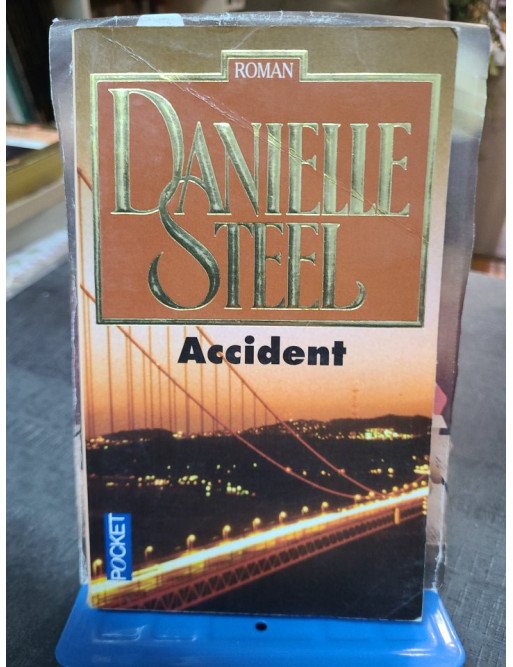 ROMAN
DANIELLE
STEEL
Accident
POCKET